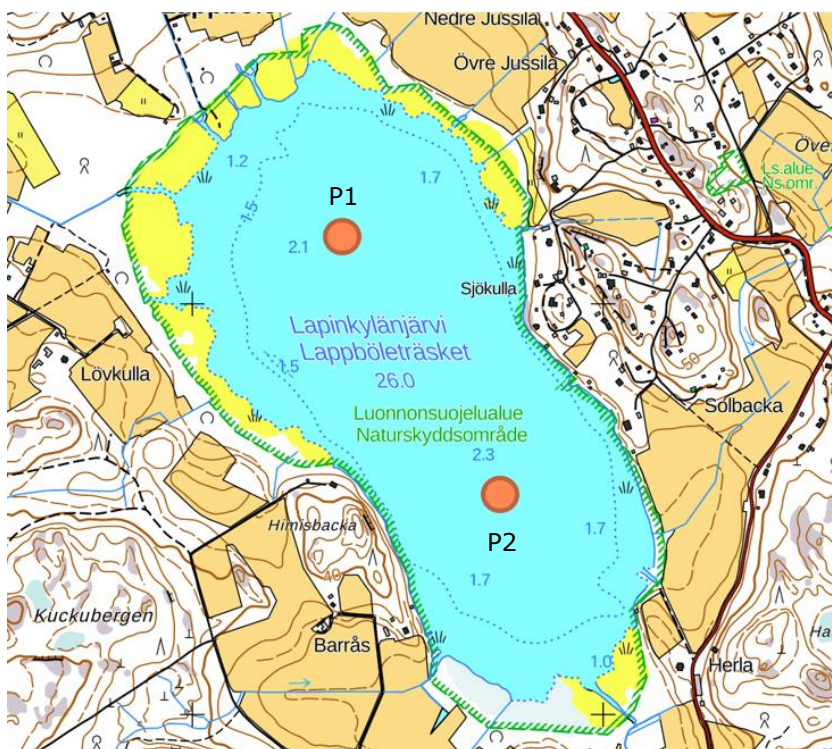 Nedre Jussila
Övre Jussila
1.2
1.7
1.5
P1
2.1
Ls.alue
Ns.omr.
Sjökulla
Lapinkylänjärvi
Lappböleträsket
26.0
1.5
Lövkulla
50
Luonnonsuojelualue
Naturskyddsområde
Solbacka
2.3
Himisbacka
P2
1.7
1.7
40
Kuckubergen
Barrås
1.0
Herla